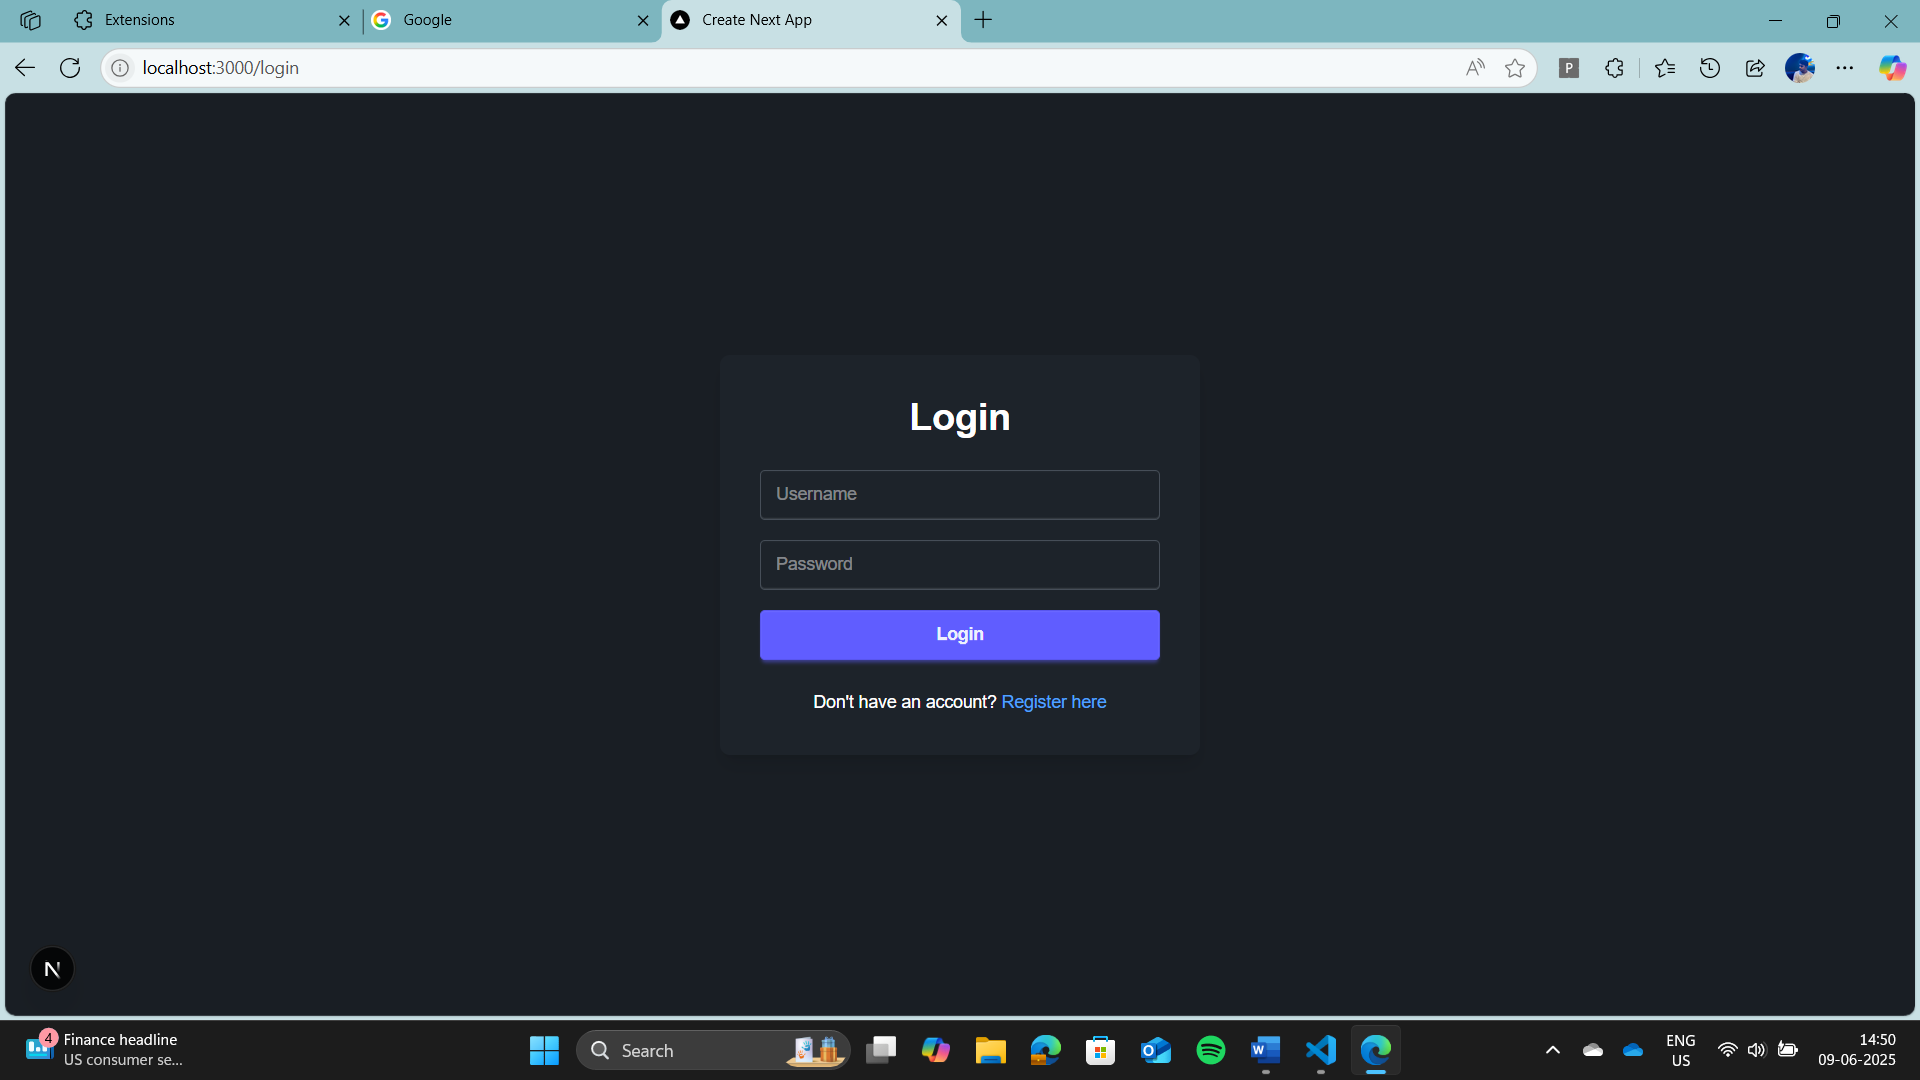 Extensions
Google
Create Next App
localhost:3000/login
P
Login
Username
Password
Login
Don't have an account? Register here
N
4
Finance headline
US consumer se...
Search
ENG
US
14:50
09-06-2025